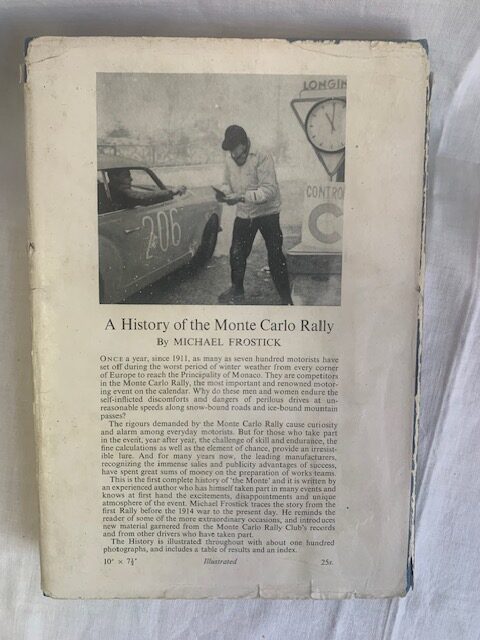 LONGIN
CONTRO
C
206
A History of the Monte Carlo Rally
By MICHAEL FROSTICK
ONCE a year, since 1911, as many as seven hundred motorists have
set off during the worst period of winter weather from every corner
of Europe to reach the Principality of Monaco. They are competitors
in the Monte Carlo Rally, the most important and renowned motor-
ing event on the calendar. Why do these men and women endure the
self-inflicted discomforts and dangers of perilous drives at un-
reasonable speeds along snow-bound roads and ice-bound mountain
passes?
The rigours demanded by the Monte Carlo Rally cause curiosity
and alarm among everyday motorists. But for those who take part
in the event, year after year, the challenge of skill and endurance, the
fine calculations as well as the element of chance, provide an irresist-
ible lure. And for many years now, the leading manufacturers,
recognizing the immense sales and publicity advantages of success,
have spent great sums of money on the preparation of works teams.
This is the first complete history of 'the Monte' and it is written by
an experienced author who has himself taken part in many events and
knows at first hand the excitements, disappointments and unique
atmosphere of the event. Michael Frostick traces the story from the
first Rally before the 1914 war to the present day. He reminds the
reader of some of the more extraordinary occasions, and introduces
new material garnered from the Monte Carlo Rally Club's records
and from other drivers who have taken part.
The History is illustrated throughout with about one hundred
photographs, and includes a table of results and an index.
10" × 7½" Illustrated 25s.